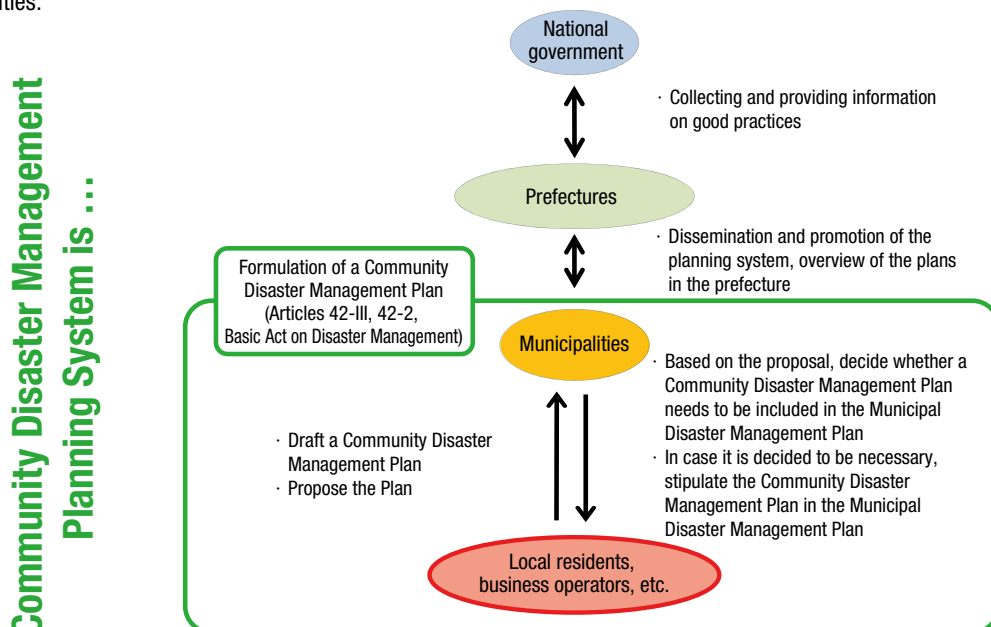 Community Disaster Management
Planning System is ...
National
government
· Collecting and providing information
on good practices
Prefectures
· Dissemination and promotion of the
planning system, overview of the plans
in the prefecture
Formulation of a Community
Disaster Management Plan
(Articles 42-III, 42-2,
Basic Act on Disaster Management)
Municipalities
· Based on the proposal, decide whether a
Community Disaster Management Plan
needs to be included in the Municipal
Disaster Management Plan
· In case it is decided to be necessary,
stipulate the Community Disaster
Management Plan in the Municipal
Disaster Management Plan
· Draft a Community Disaster
Management Plan
· Propose the Plan
Local residents,
business operators, etc.